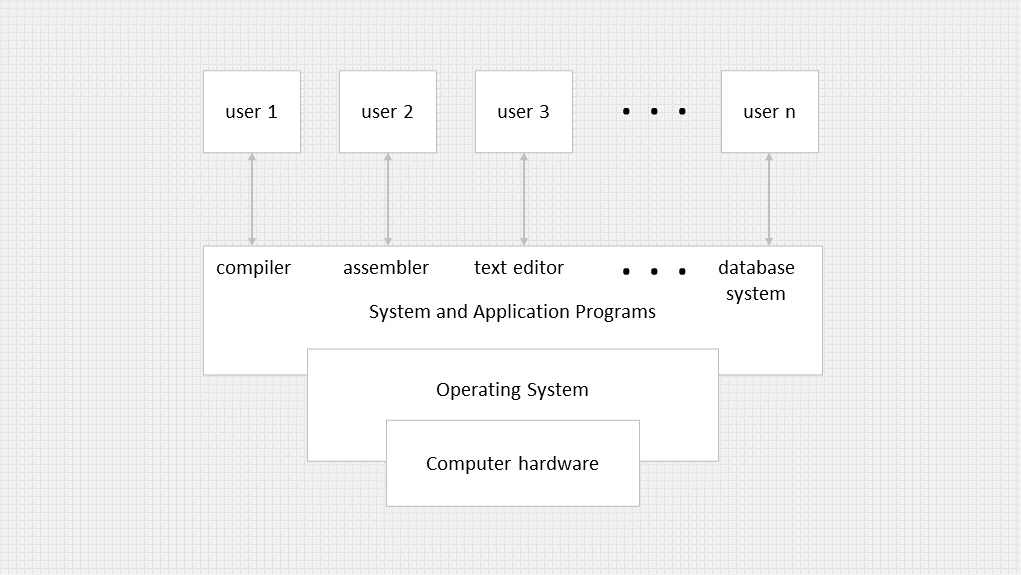 user 1
user 2
user 3
• • •
user n
compiler
assembler
text editor
• • •
database
system
System and Application Programs
Operating System
Computer hardware